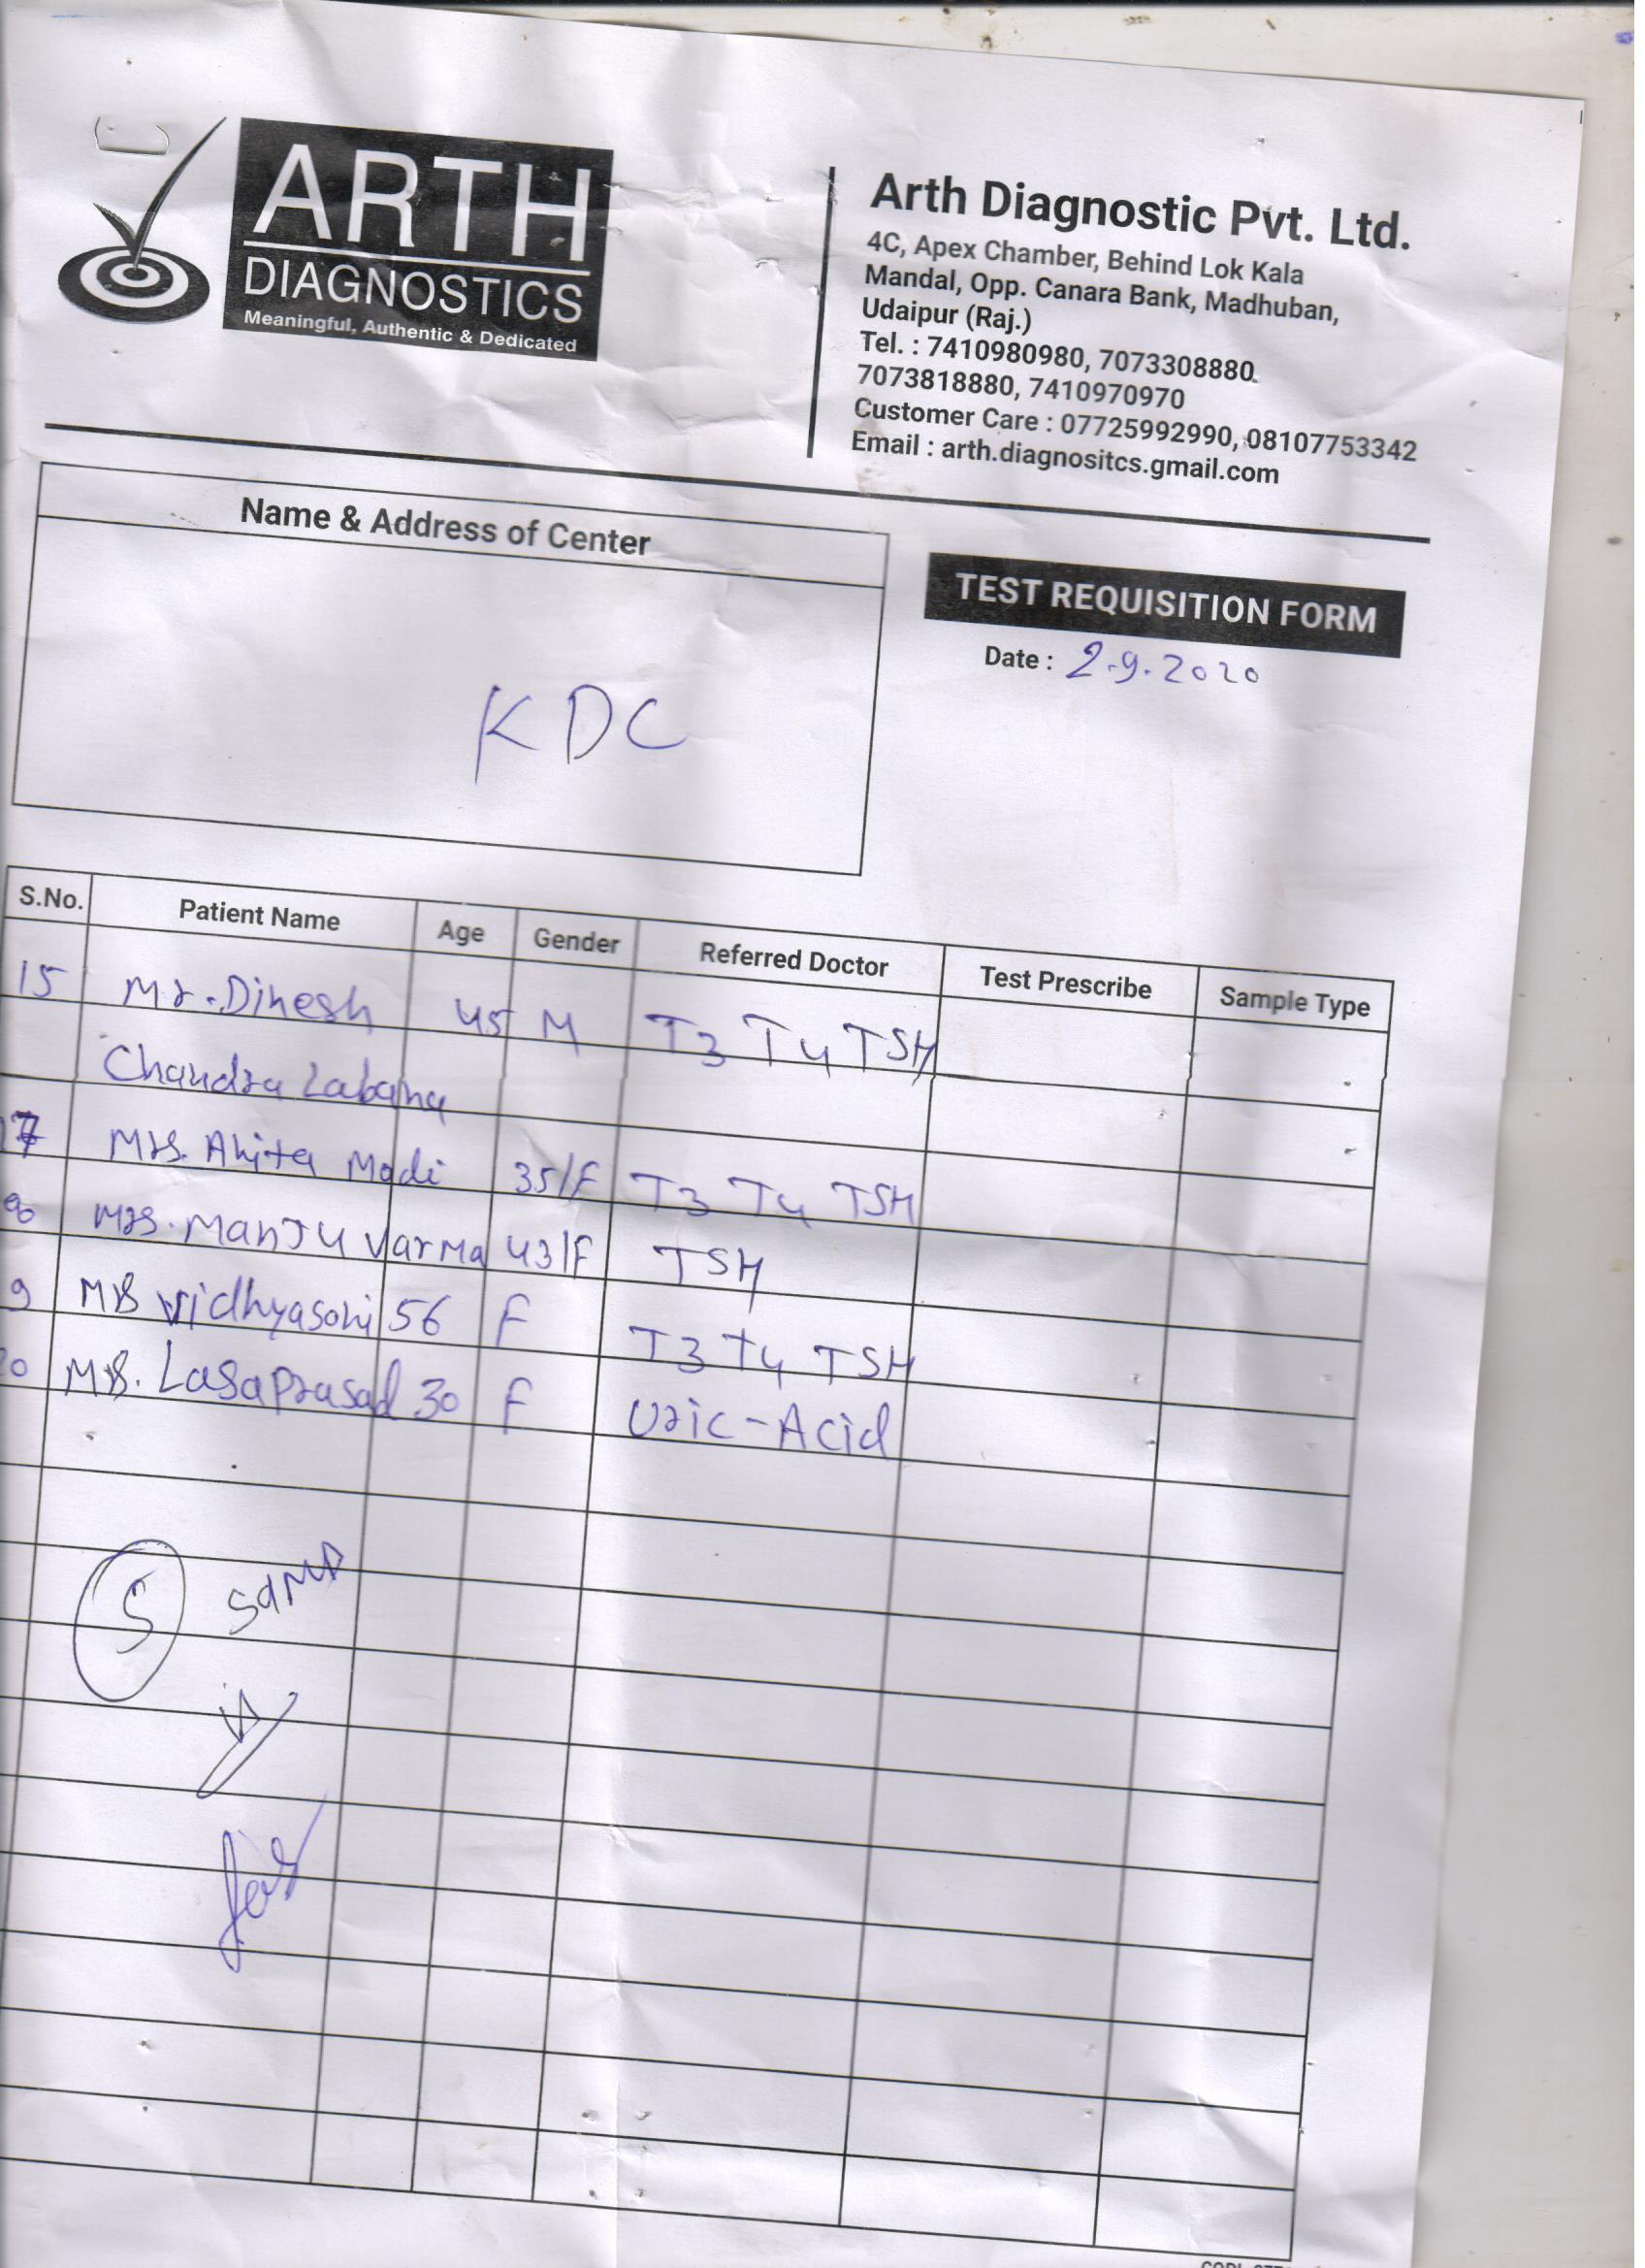 ARTH
DIAGNOSTICS
Meaningful, Authentic & Dedicated
Arth Diagnostic Pvt. Ltd.
4C, Apex Chamber, Behind Lok Kala
Mandal, Opp. Canara Bank, Madhuban,
Udaipur (Raj.)
Tel. : 7410980980, 7073308880
7073818880, 7410970970
Customer Care : 07725992990, 08107753342
Email : arth.diagnositcs.gmail.com
Name & Address of Center
KDC
TEST REQUISITION FORM
Date : 2.9.2020
S.No. Patient Name Age Gender Referred Doctor Test Prescribe Sample Type
15 Mr. Dinesh 45 M T3 T4 TSH
Chandra Labana
17 Mrs. Anita Modi 35/F T3 T4 TSH
Mrs. Manju Varma 43/F TSH
9 Mrs vidhyasoni 56 F T3 T4 TSH
20 Mrs. Lasaprasad 30 F Uric-Acid
5